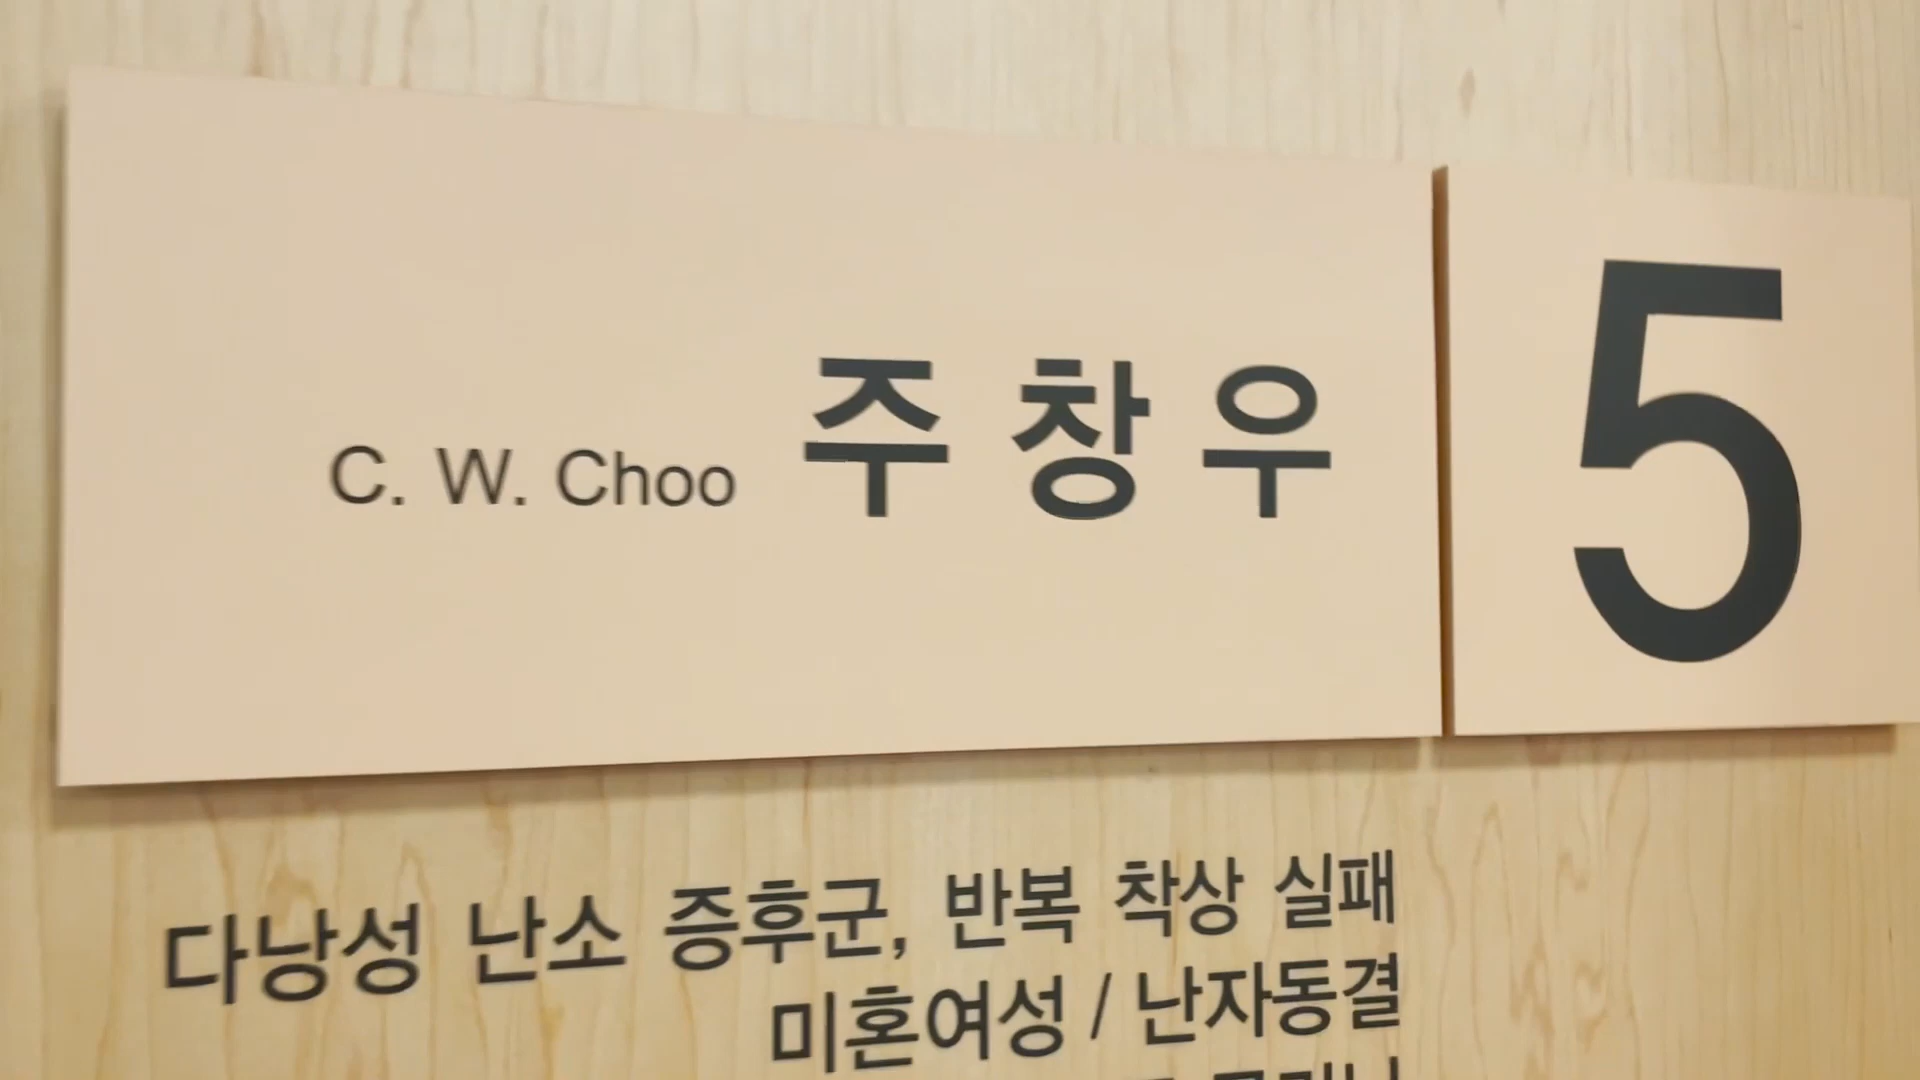 C. W. Choo 주창우 5
다낭성 난소 증후군, 반복 착상 실패
미혼여성 / 난자동결